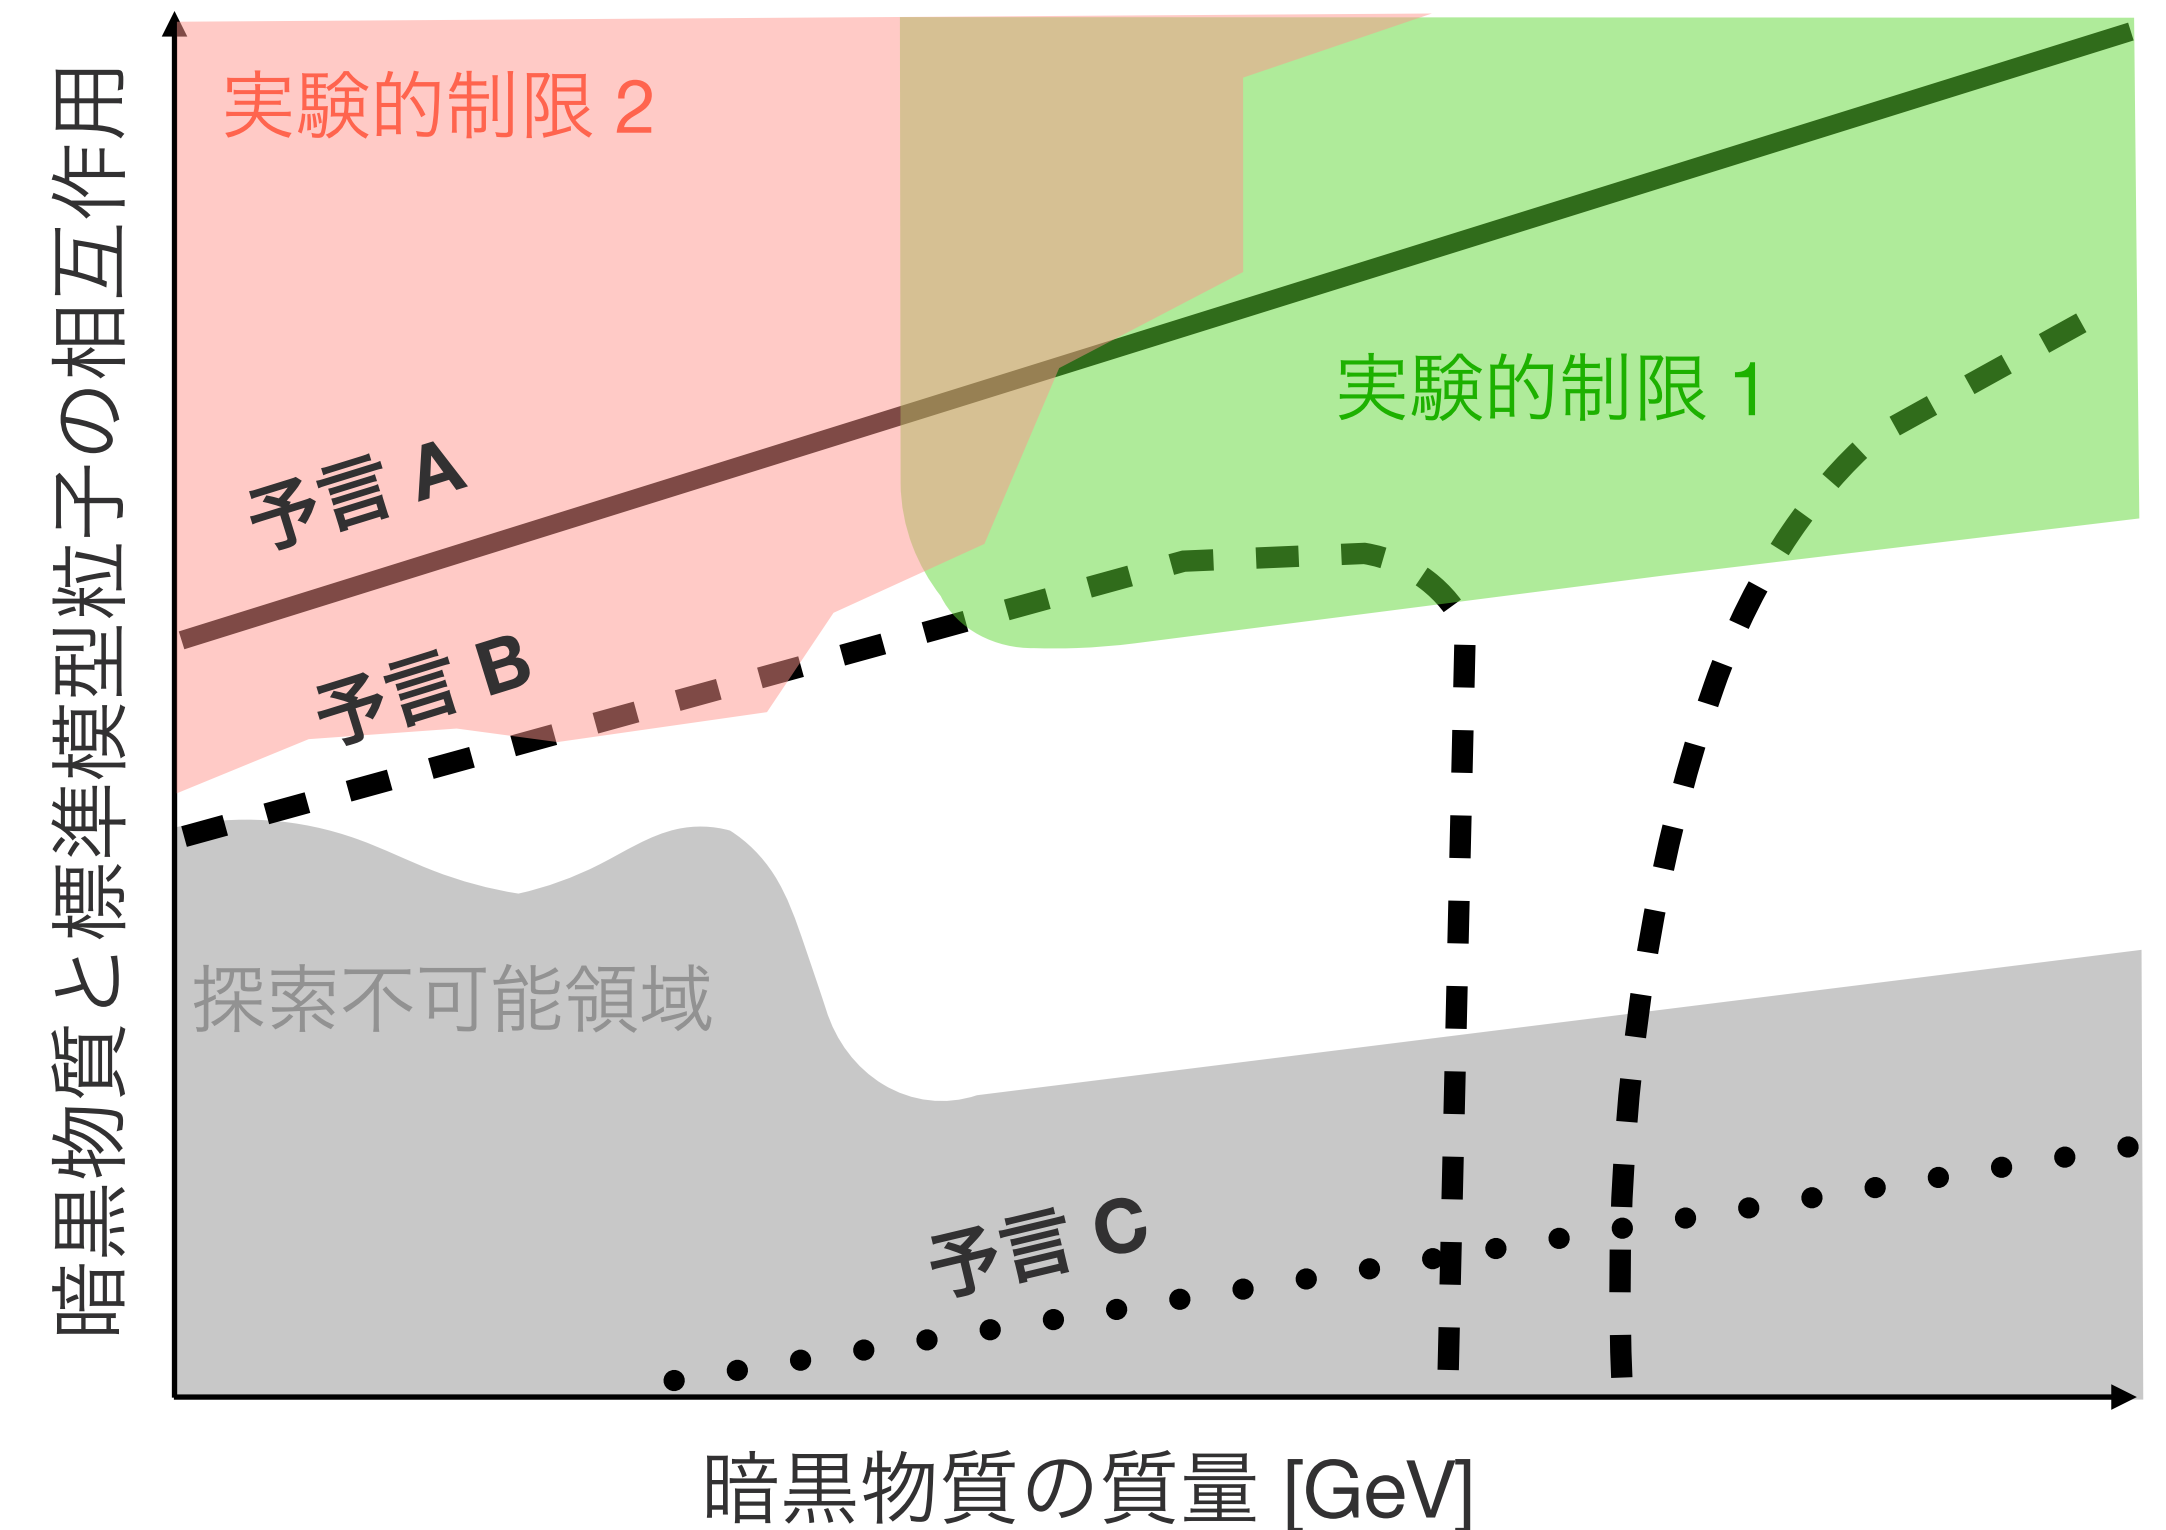 暗黒物質と標準模型粒子の相互作用
実験的制限 2
実験的制限 1
予言 A
予言 B
探索不可能領域
予言 C
暗黒物質の質量 [GeV]